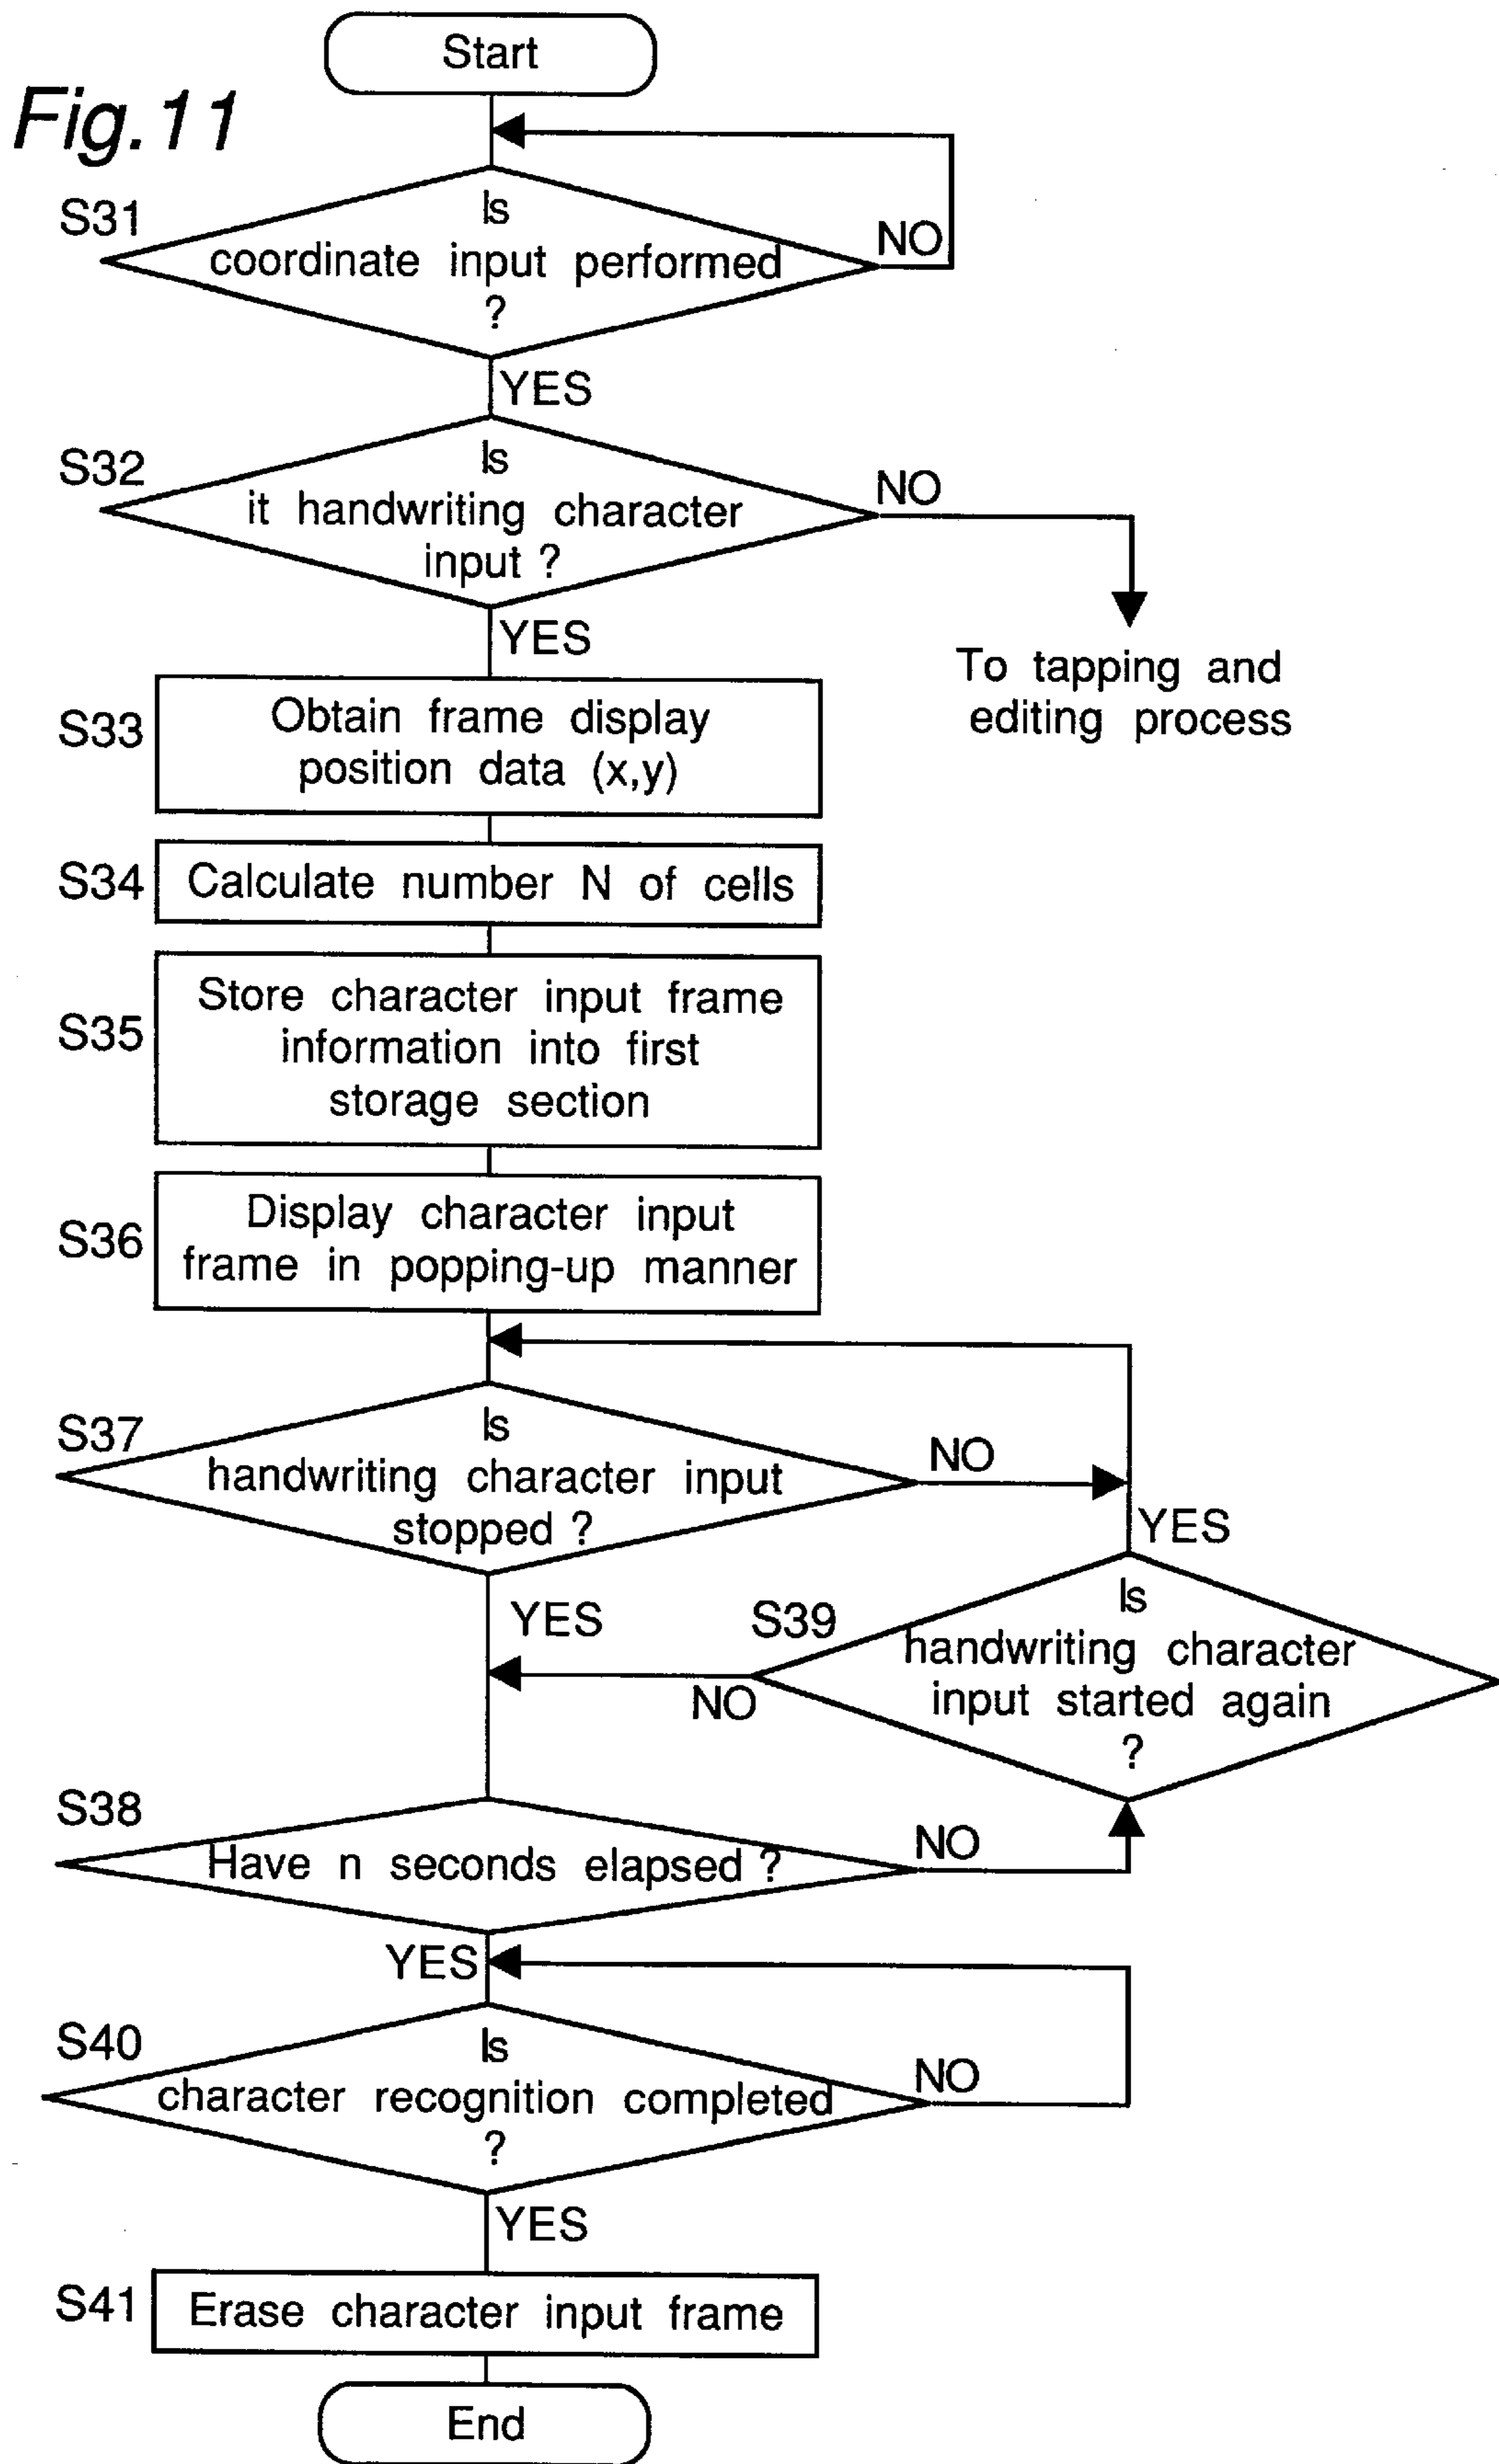 Start
Fig.11
S31
Is
coordinate input performed
?
NO
YES
S32
Is
it handwriting character
input ?
NO
YES
To tapping and
editing process
S33
Obtain frame display
position data (x,y)
S34
Calculate number N of cells
S35
Store character input frame
information into first
storage section
S36
Display character input
frame in popping-up manner
S37
Is
handwriting character input
stopped ?
NO
YES
YES
S39
Is
handwriting character
input started again
?
NO
S38
Have n seconds elapsed ?
NO
YES
S40
Is
character recognition completed
?
NO
YES
S41
Erase character input frame
End